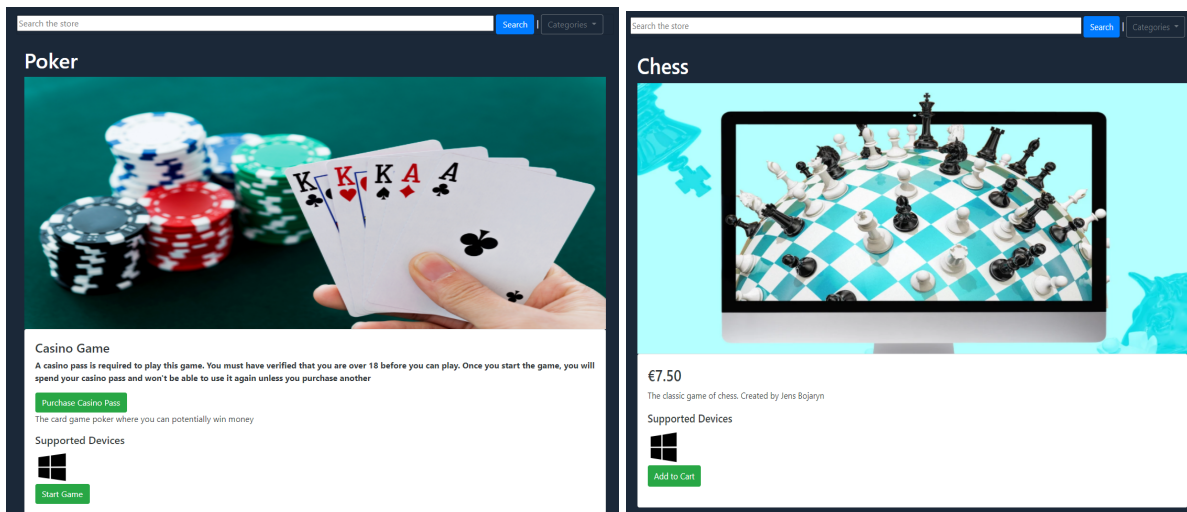 Search the store
Search | Categories
Poker
K K K A A
Casino Game
A casino pass is required to play this game. You must have verified that you are over 18 before you can play. Once you start the game, you will
spend your casino pass and won't be able to use it again unless you purchase another
Purchase Casino Pass
The card game poker where you can potentially win money
Supported Devices
Start Game
Search the store
Search | Categories
Chess
€7.50
The classic game of chess. Created by Jens Bojaryn
Supported Devices
Add to Cart